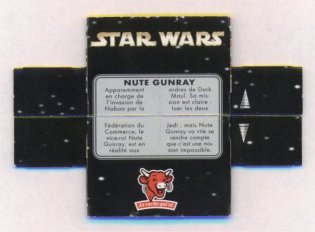 STAR WARS
NUTE GUNRAY
Apparemment
en charge de
l'invasion de
Naboo par la
Fédération du
Commerce, le
vice-roi Nute
Gunray, est en
réalité aux
ordres de Dark
Maul. Sa mis-
sion est claire :
tuer les deux
Jedi ; mais Nute
Gunray va vite se
rendre compte
que c'est une mis-
sion impossible.
la vache qui rit